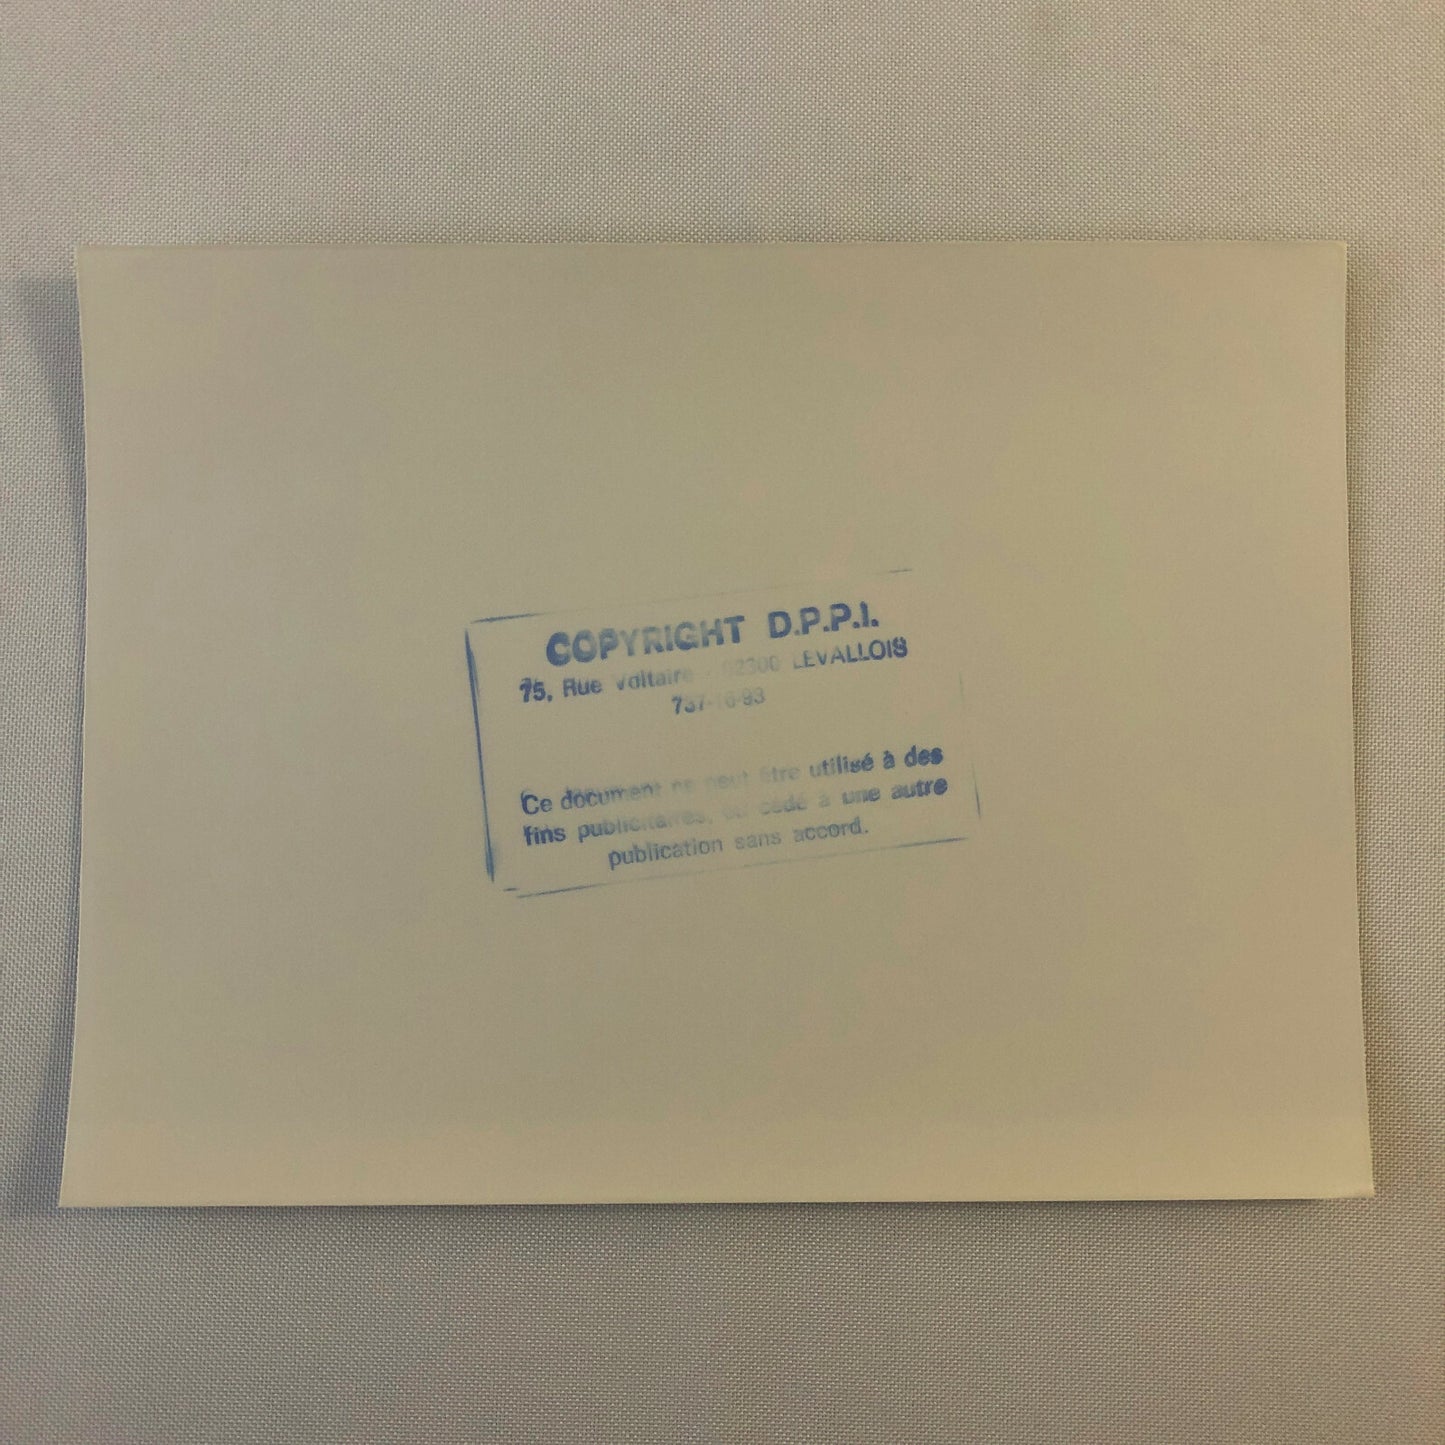 COPYRIGHT D.P.P.I.
75, Rue Voltaire - 92300 LEVALLOIS
737-16-93
Ce document ne peut être utilisé à des
fins publicitaires, ou cédé à une autre
publication sans accord.